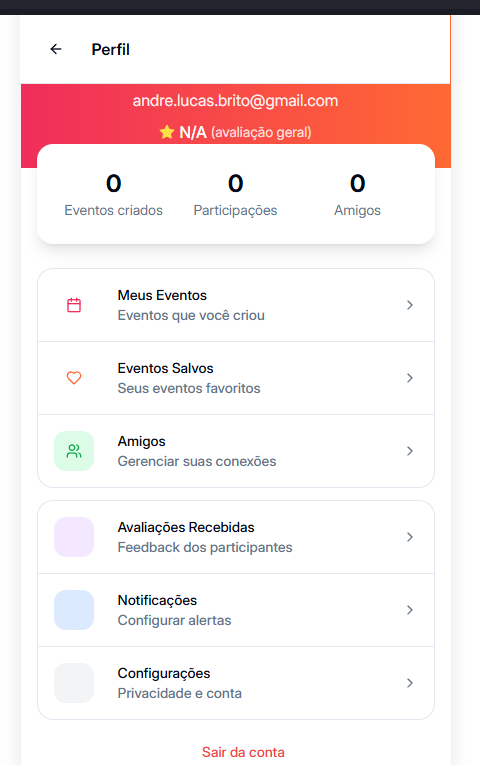 Perfil
andre.lucas.brito@gmail.com
⭐ N/A (avaliação geral)
0 0 0
Eventos criados Participações Amigos
Meus Eventos
Eventos que você criou
Eventos Salvos
Seus eventos favoritos
Amigos
Gerenciar suas conexões
Avaliações Recebidas
Feedback dos participantes
Notificações
Configurar alertas
Configurações
Privacidade e conta
Sair da conta